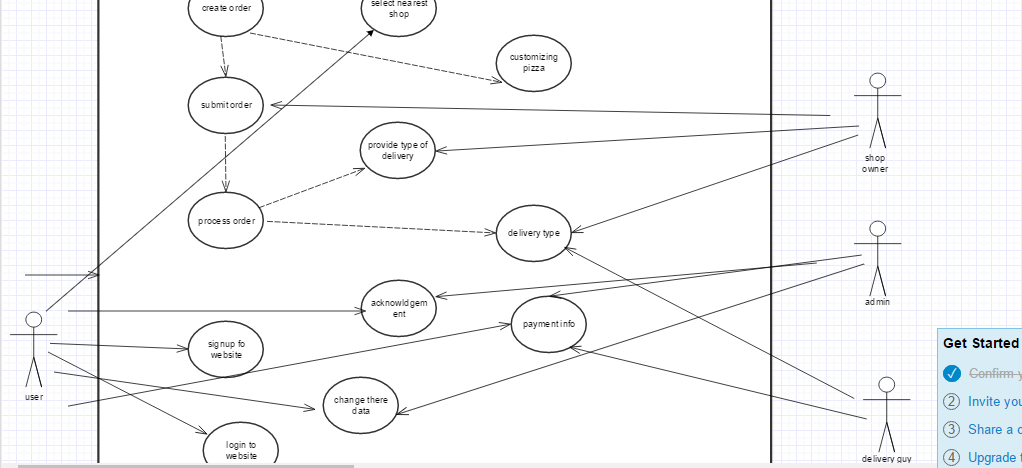 create order
select nearest
shop
customizing
pizza
submit order
provide type of
delivery
shop
owner
process order
delivery type
acknowldgem
ent
admin
payment info
signup fo
website
user
change there
data
login to
website
delivery guy
Get Started
Confirm y
2 Invite you
3 Share a
4 Upgrade